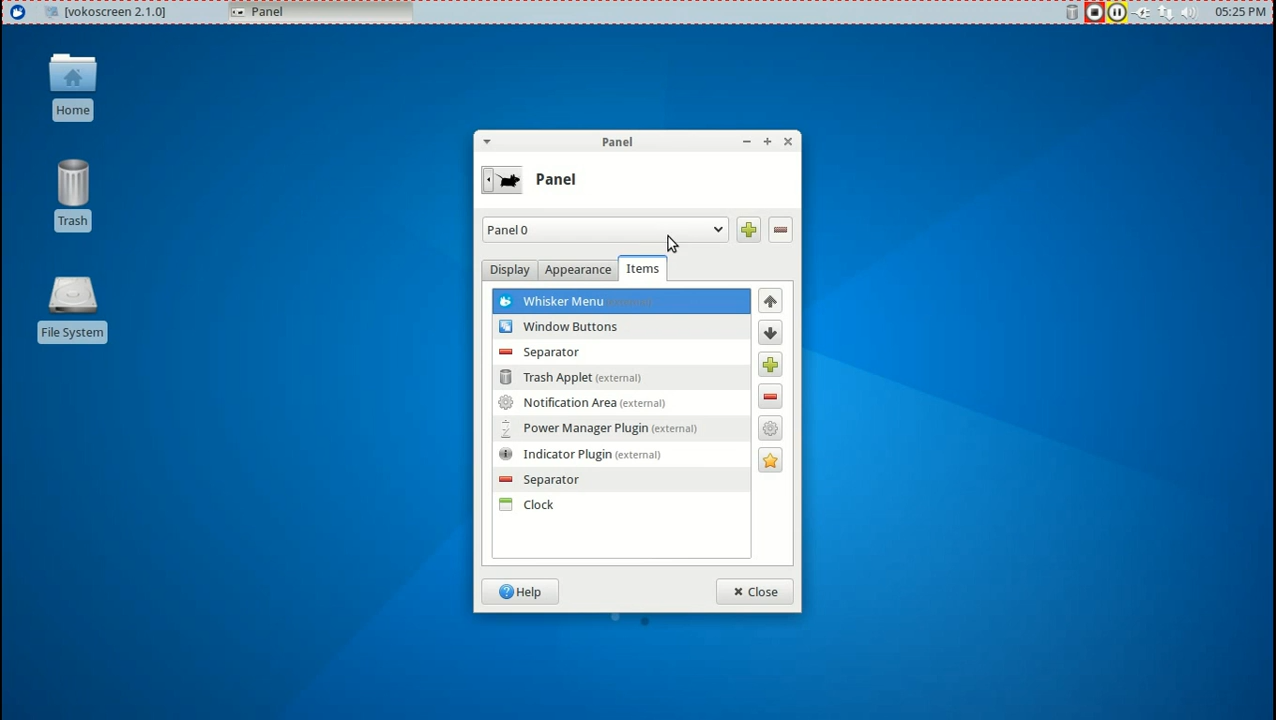 [vokoscreen 2.1.0] Panel 05:25 PM
Home
Trash
File System
Panel
Panel
Panel 0
Display Appearance Items
Whisker Menu (external)
Window Buttons
Separator
Trash Applet (external)
Notification Area (external)
Power Manager Plugin (external)
Indicator Plugin (external)
Separator
Clock
Help Close